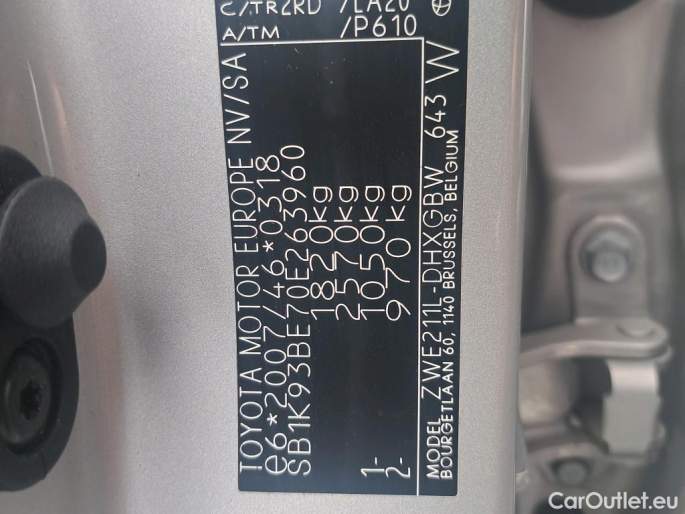 TOYOTA MOTOR EUROPE NV/SA
e6*2007/46*0318
SB1K93BE70E263960
1820kg
2570kg
1- 1050kg
2- 970kg
MODEL ZWE211L-DHXGBW 643 W
BOURGETLAAN 60, 1140 BRUSSELS, BELGIUM
C/TR2RD /LA20
A/TM /P610
CarOutlet.eu